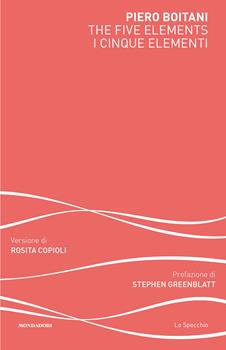 PIERO BOITANI
THE FIVE ELEMENTS
I CINQUE ELEMENTI
Versione di
ROSITA COPIOLI
Prefazione di
STEPHEN GREENBLATT
MONDADORI
Lo Specchio